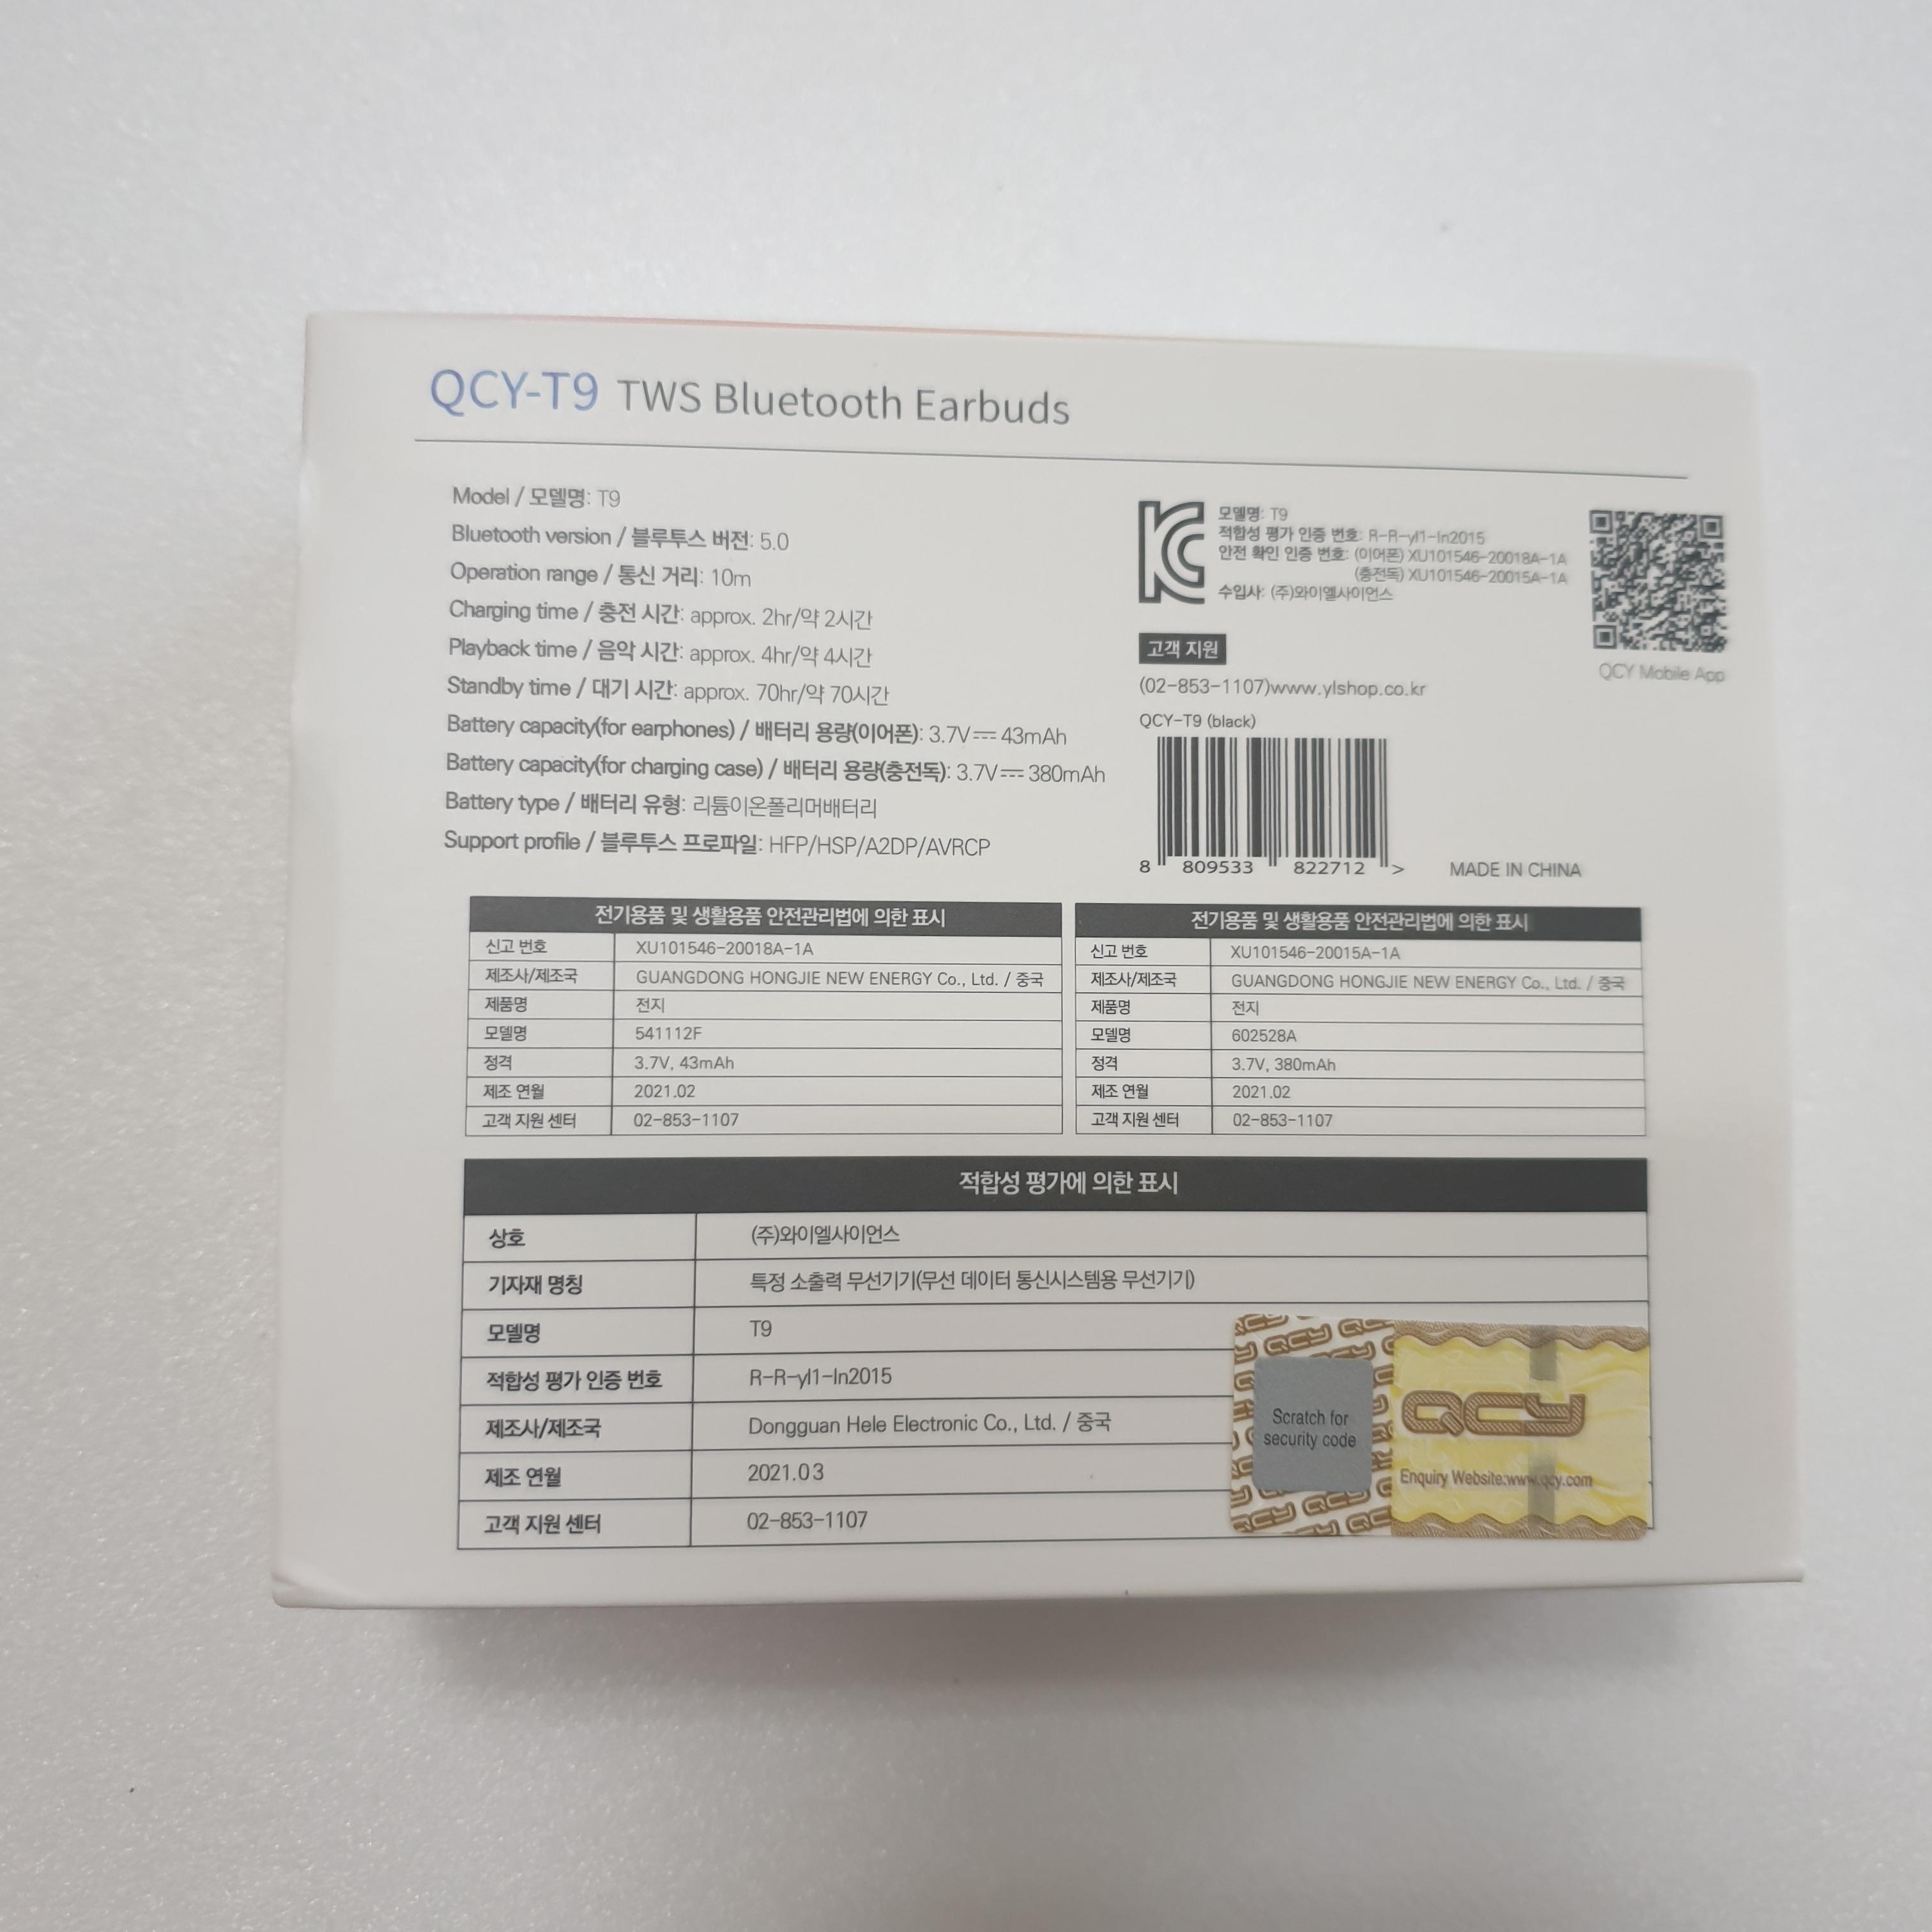 QCY-T9 TWS Bluetooth Earbuds
Model / 모델명: T9
Bluetooth version / 블루투스 버전: 5.0
Operation range / 통신 거리: 10m
Charging time / 충전 시간: approx. 2hr/약 2시간
Playback time / 음악 시간: approx. 4hr/약 4시간
Standby time / 대기 시간: approx. 70hr/약 70시간
Battery capacity(for earphones) / 배터리 용량(이어폰): 3.7V⎓43mAh
Battery capacity(for charging case) / 배터리 용량(충전독): 3.7V⎓380mAh
Battery type / 배터리 유형: 리튬이온폴리머배터리
Support profile / 블루투스 프로파일: HFP/HSP/A2DP/AVRCP
모델명: T9
적합성 평가 인증 번호: R-R-yl1-In2015
안전 확인 인증 번호: (이어폰) XU101546-20018A-1A
(충전독) XU101546-20015A-1A
수입사: (주)와이엘사이언스
QCY Mobile App
고객 지원
(02-853-1107)www.ylshop.co.kr
QCY-T9 (black)
8 809533 822712 >
MADE IN CHINA
전기용품 및 생활용품 안전관리법에 의한 표시
신고 번호 XU101546-20018A-1A
제조사/제조국 GUANGDONG HONGJIE NEW ENERGY Co., Ltd. / 중국
제품명 전지
모델명 541112F
정격 3.7V, 43mAh
제조 연월 2021.02
고객 지원 센터 02-853-1107
전기용품 및 생활용품 안전관리법에 의한 표시
신고 번호 XU101546-20015A-1A
제조사/제조국 GUANGDONG HONGJIE NEW ENERGY Co., Ltd. / 중국
제품명 전지
모델명 602528A
정격 3.7V, 380mAh
제조 연월 2021.02
고객 지원 센터 02-853-1107
적합성 평가에 의한 표시
상호 (주)와이엘사이언스
기자재 명칭 특정 소출력 무선기기(무선 데이터 통신시스템용 무선기기)
모델명 T9
적합성 평가 인증 번호 R-R-yl1-In2015
제조사/제조국 Dongguan Hele Electronic Co., Ltd. / 중국
제조 연월 2021.03
고객 지원 센터 02-853-1107
Scratch for
security code
QCY
Enquiry Website:www.qcy.com